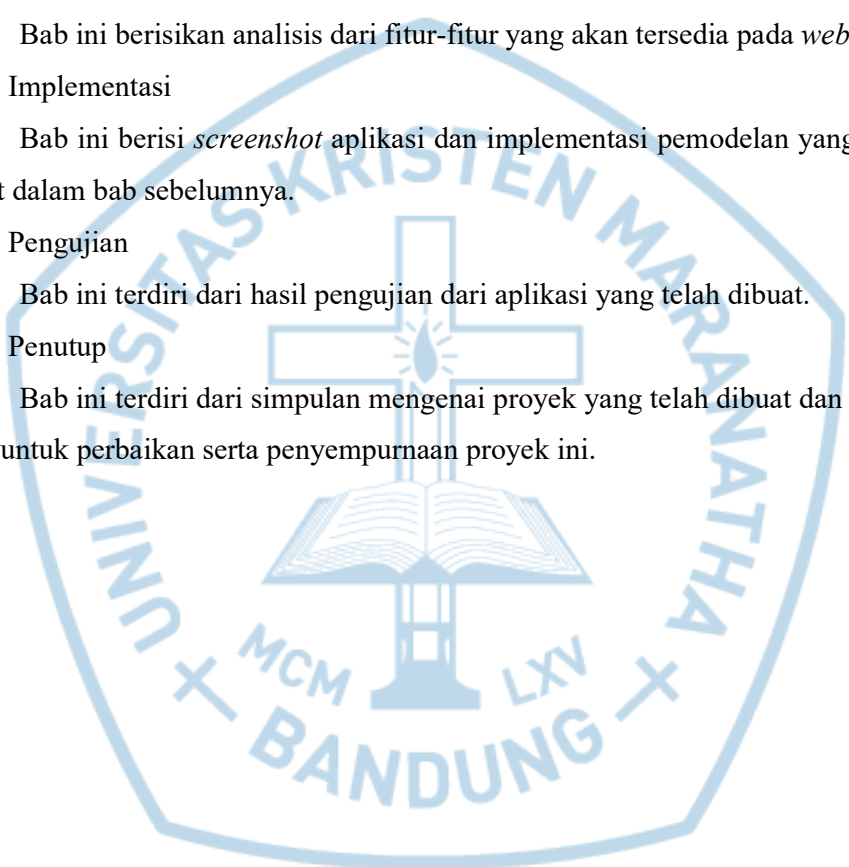 Bab ini berisikan analisis dari fitur-fitur yang akan tersedia pada web
Implementasi
Bab ini berisi screenshot aplikasi dan implementasi pemodelan yang
t dalam bab sebelumnya.
Pengujian
Bab ini terdiri dari hasil pengujian dari aplikasi yang telah dibuat.
Penutup
Bab ini terdiri dari simpulan mengenai proyek yang telah dibuat dan
untuk perbaikan serta penyempurnaan proyek ini.
UNIVERSITAS KRISTEN MARANATHA
MCM LXV
BANDUNG